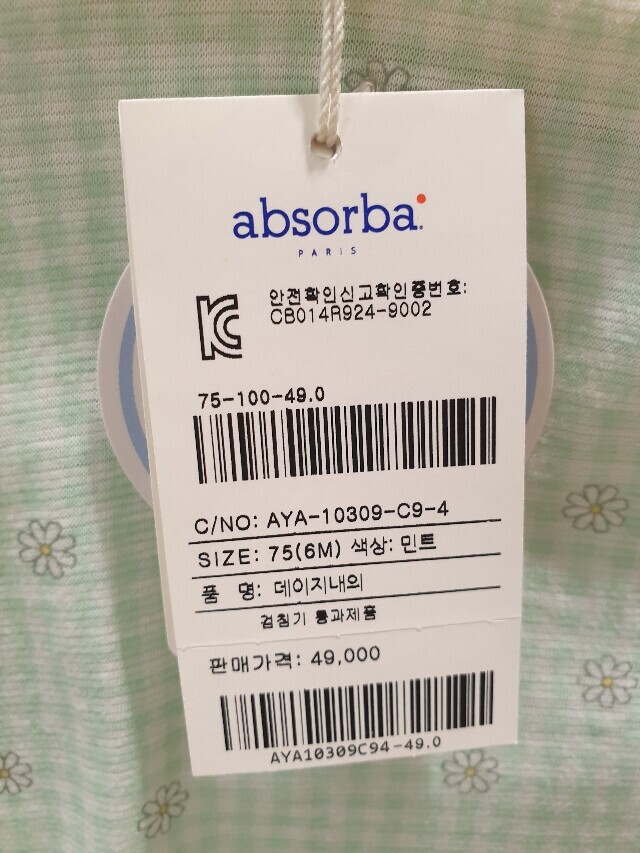 absorba
PARIS
안전확인신고확인증번호:
CB014R924-9002
75-100-49.0
C/NO: AYA-10309-C9-4
SIZE: 75(6M) 색상: 민트
품 명: 데이지내의
검침기 통과제품
판매가격: 49,000
AYA10309C94-49.0